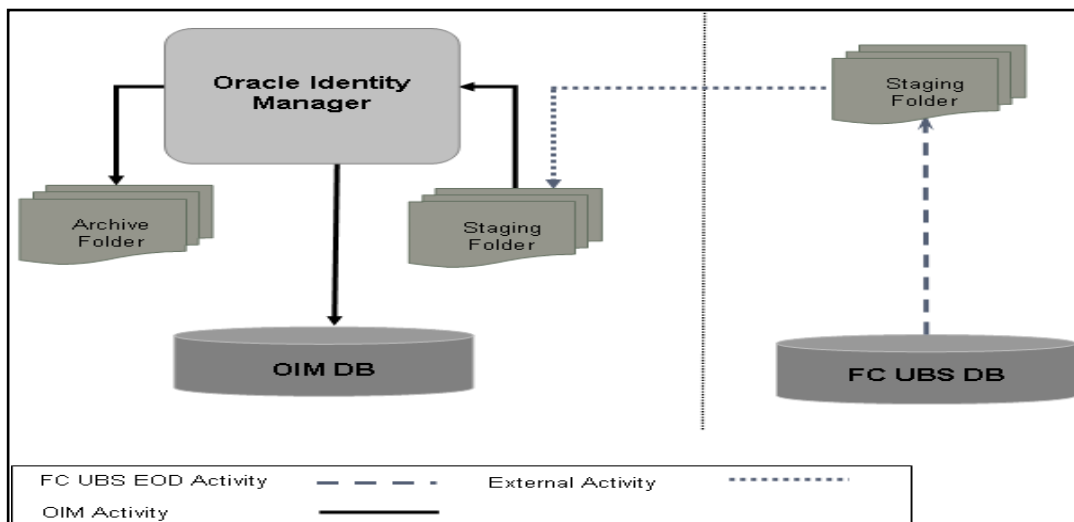 Oracle Identity
Manager
Staging
Folder
Archive
Folder
Staging
Folder
OIM DB
FC UBS DB
FC UBS EOD Activity
External Activity
OIM Activity